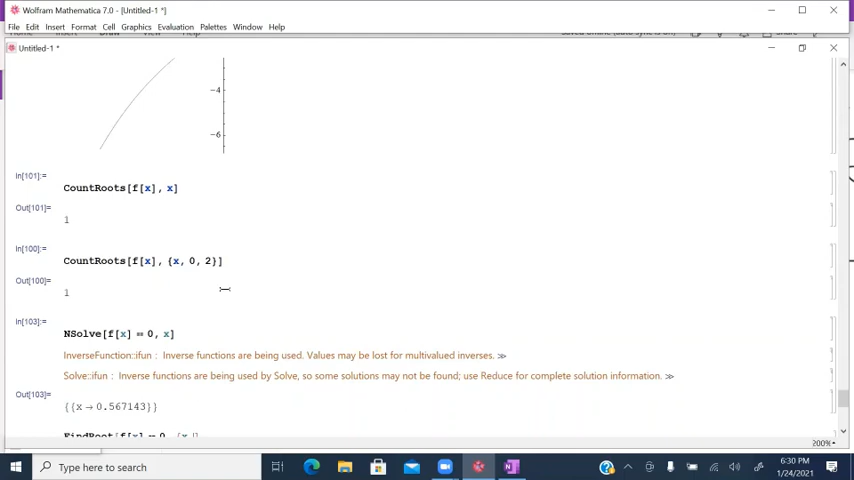 Wolfram Mathematica 7.0 - [Untitled-1 *]
File Edit Insert Format Cell Graphics Evaluation Palettes Window Help
Untitled-1 *
-4
-6
In[101]:=
CountRoots[f[x], x]
Out[101]=
1
In[100]:=
CountRoots[f[x], {x, 0, 2}]
Out[100]=
1
In[103]:=
NSolve[f[x] == 0, x]
InverseFunction::ifun : Inverse functions are being used. Values may be lost for multivalued inverses. ≫
Solve::ifun : Inverse functions are being used by Solve, so some solutions may not be found; use Reduce for complete solution information. ≫
Out[103]=
{{x → 0.567143}}
FindRoot[f[x] = 0, {x
200%
Type here to search
6:30 PM
1/24/2021